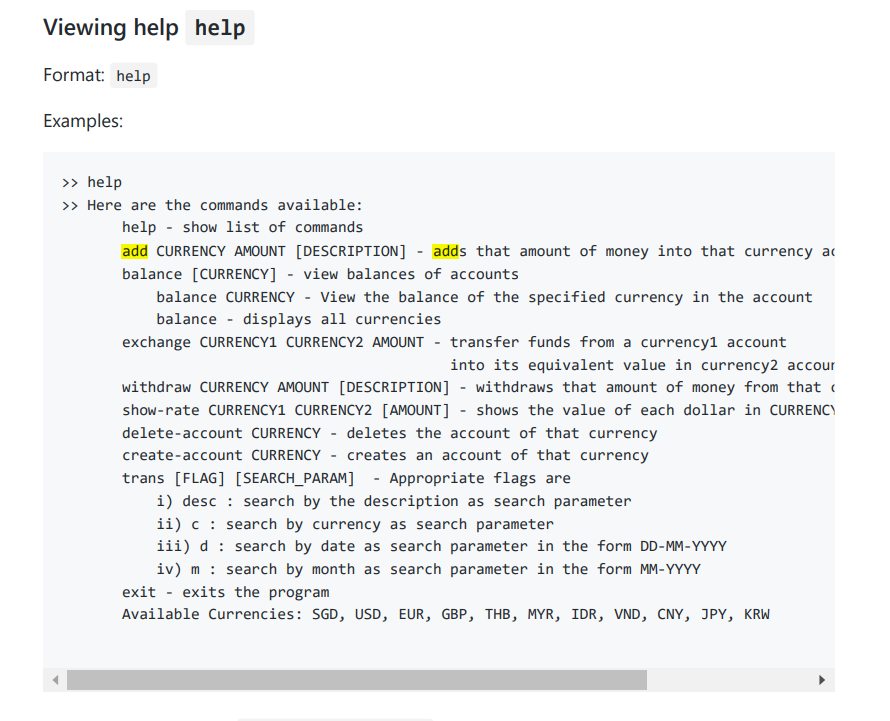 Viewing help help
Format: help
Examples:
>> help
>> Here are the commands available:
help - show list of commands
add CURRENCY AMOUNT [DESCRIPTION] - adds that amount of money into that currency
balance [CURRENCY] - view balances of accounts
balance CURRENCY - View the balance of the specified currency in the account
balance - displays all currencies
exchange CURRENCY1 CURRENCY2 AMOUNT - transfer funds from a currency1 account
into its equivalent value in currency2
withdraw CURRENCY AMOUNT [DESCRIPTION] - withdraws that amount of money from that
show-rate CURRENCY1 CURRENCY2 [AMOUNT] - shows the value of each dollar in CURRENCY
delete-account CURRENCY - deletes the account of that currency
create-account CURRENCY - creates an account of that currency
trans [FLAG] [SEARCH_PARAM] - Appropriate flags are
i) desc : search by the description as search parameter
ii) c : search by currency as search parameter
iii) d : search by date as search parameter in the form DD-MM-YYYY
iv) m : search by month as search parameter in the form MM-YYYY
exit - exits the program
Available Currencies: SGD, USD, EUR, GBP, THB, MYR, IDR, VND, CNY, JPY, KRW